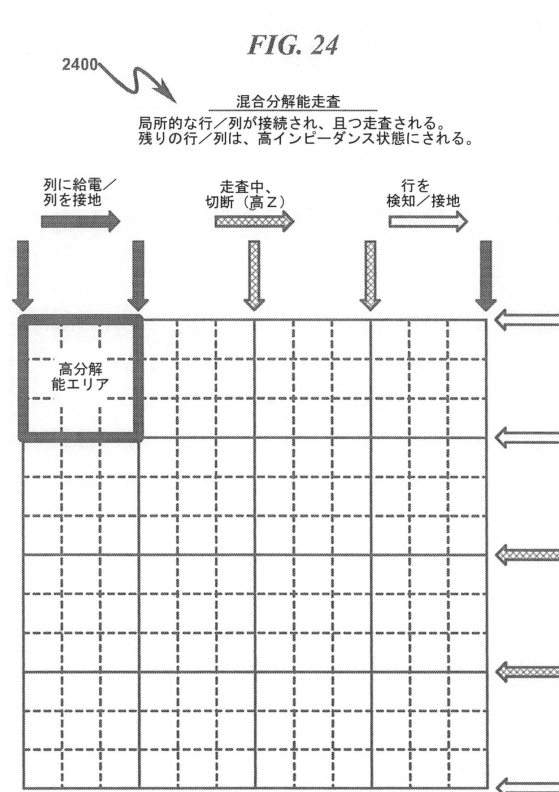 FIG. 24
2400
混合分解能走査
局所的な行／列が接続され、且つ走査される。
残りの行／列は、高インピーダンス状態にされる。
列に給電／
列を接地
走査中、
切断（高Z）
行を
検知／接地
高分解
能エリア